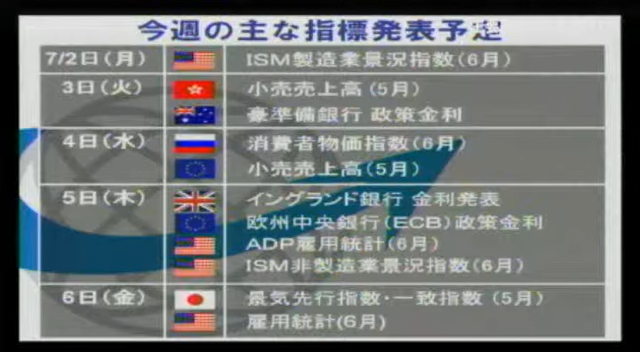 今週の主な指標発表予定
7/2日(月) ISM製造業景況指数(6月)
3日(火) 小売売上高(5月)
豪準備銀行 政策金利
4日(水) 消費者物価指数(6月)
小売売上高(5月)
5日(木) イングランド銀行 金利発表
欧州中央銀行(ECB)政策金利
ADP雇用統計(6月)
ISM非製造業景況指数(6月)
6日(金) 景気先行指数・一致指数(5月)
雇用統計(6月)